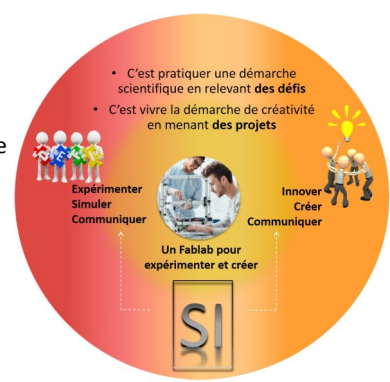 • C'est pratiquer une démarche
scientifique en relevant des défis
• C'est vivre la démarche de créativité
en menant des projets
e
Expérimenter
Simuler
Communiquer
Innover
Créer
Communiquer
Un Fablab pour
expérimenter et créer
SI